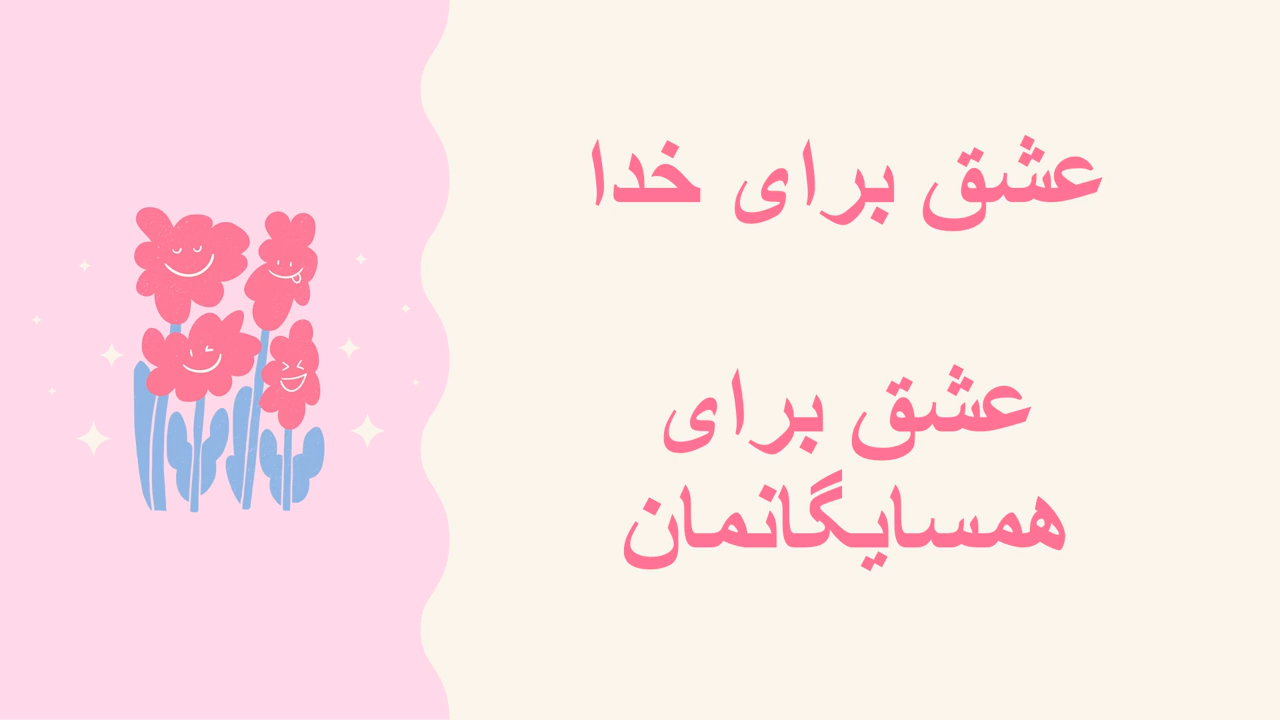 عشق برای خدا
عشق برای
همسایگانمان